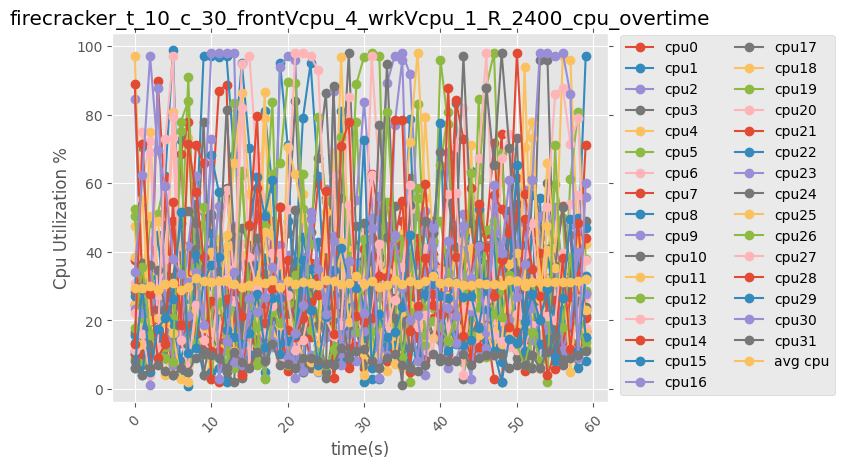 firecracker_t_10_c_30_frontVcpu_4_wrkVcpu_1_R_2400_cpu_overtime
100
80
60
40
20
0
Cpu Utilization %
0
10
20
30
40
50
60
time(s)
cpu0
cpu1
cpu2
cpu3
cpu4
cpu5
cpu6
cpu7
cpu8
cpu9
cpu10
cpu11
cpu12
cpu13
cpu14
cpu15
cpu16
cpu17
cpu18
cpu19
cpu20
cpu21
cpu22
cpu23
cpu24
cpu25
cpu26
cpu27
cpu28
cpu29
cpu30
cpu31
avg cpu